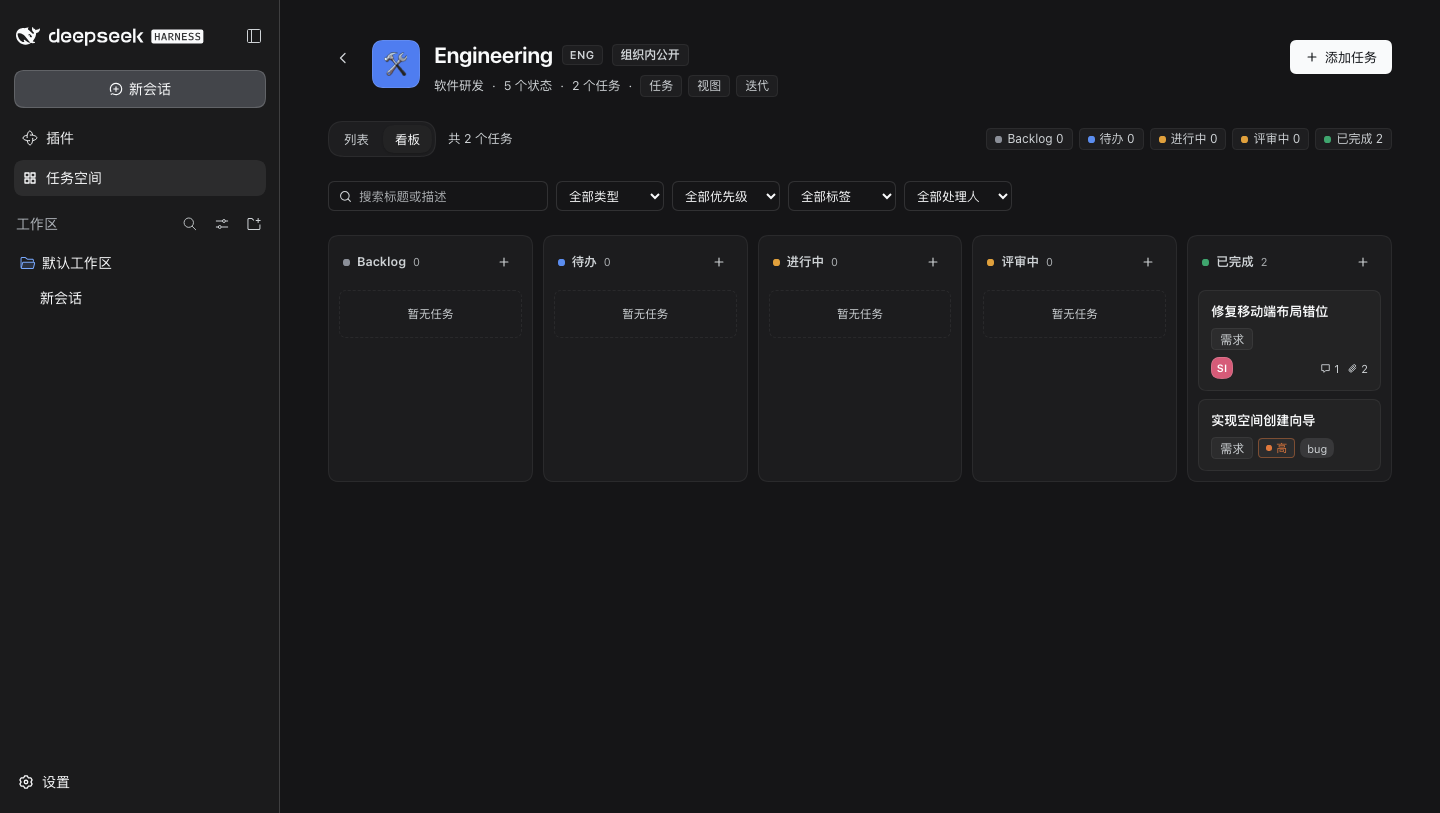 deepseek HARNESS
新会话
插件
任务空间
工作区
默认工作区
新会话
设置
Engineering ENG 组织内公开
软件研发 · 5 个状态 · 2 个任务 · 任务 视图 迭代
添加任务
列表 看板 共 2 个任务
Backlog 0 待办 0 进行中 0 评审中 0 已完成 2
搜索标题或描述 全部类型 全部优先级 全部标签 全部处理人
Backlog 0
暂无任务
待办 0
暂无任务
进行中 0
暂无任务
评审中 0
暂无任务
已完成 2
修复移动端布局错位
需求
SI 1 2
实现空间创建向导
需求 高 bug